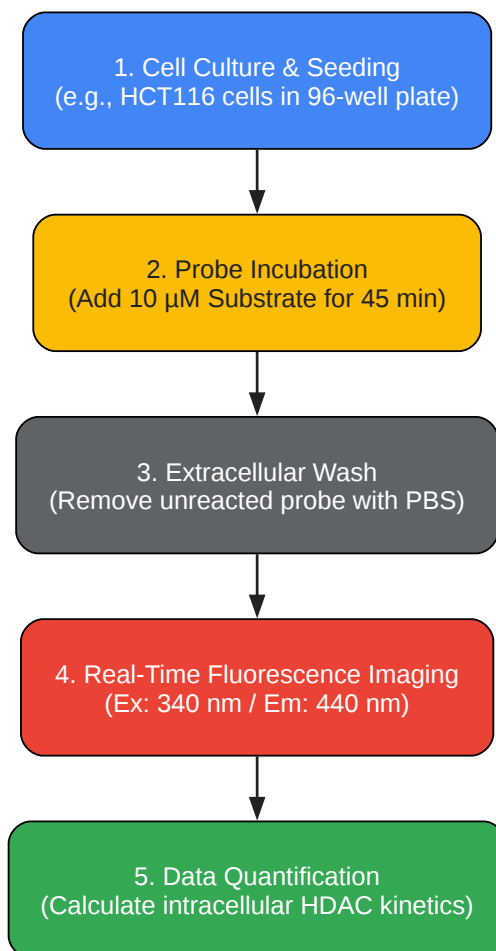 1. Cell Culture & Seeding
(e.g., HCT116 cells in 96-well plate)
2. Probe Incubation
(Add 10 µM Substrate for 45 min)
3. Extracellular Wash
(Remove unreacted probe with PBS)
4. Real-Time Fluorescence Imaging
(Ex: 340 nm / Em: 440 nm)
5. Data Quantification
(Calculate intracellular HDAC kinetics)